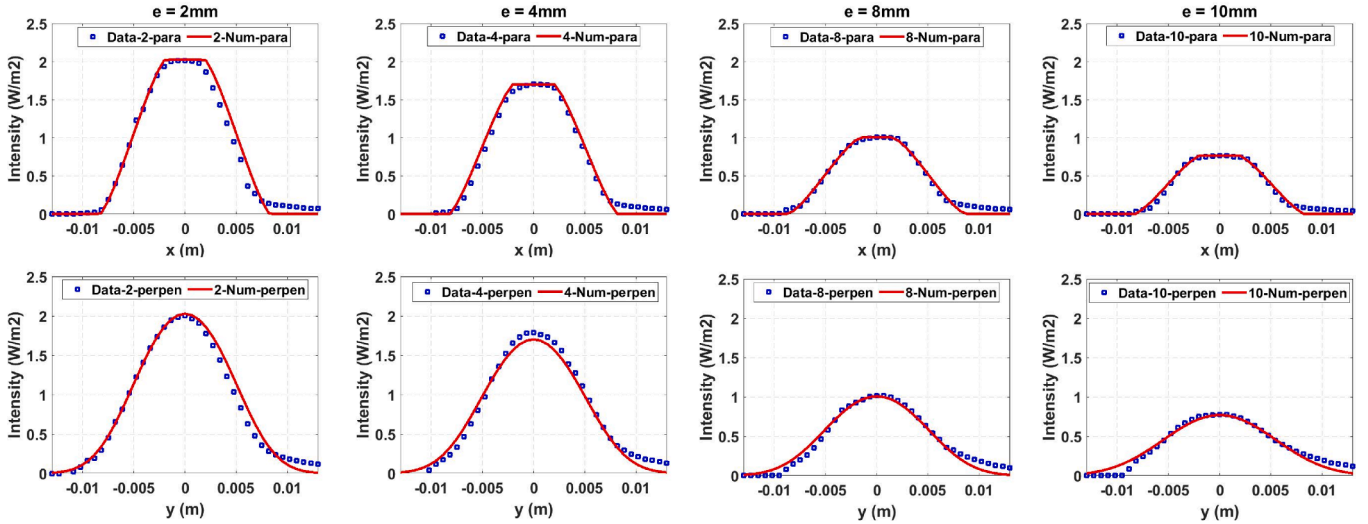 e = 2mm
2.5
Data-2-para 2-Num-para
2
1.5
1
0.5
0
Intensity (W/m2)
-0.01 -0.005 0 0.005 0.01
x (m)
e = 4mm
2.5
Data-4-para 4-Num-para
2
1.5
1
0.5
0
Intensity (W/m2)
-0.01 -0.005 0 0.005 0.01
x (m)
e = 8mm
2.5
Data-8-para 8-Num-para
2
1.5
1
0.5
0
Intensity (W/m2)
-0.01 -0.005 0 0.005 0.01
x (m)
e = 10mm
2.5
Data-10-para 10-Num-para
2
1.5
1
0.5
0
Intensity (W/m2)
-0.01 -0.005 0 0.005 0.01
x (m)
2.5
Data-2-perpen 2-Num-perpen
2
1.5
1
0.5
0
Intensity (W/m2)
-0.01 -0.005 0 0.005 0.01
y (m)
2.5
Data-4-perpen 4-Num-perpen
2
1.5
1
0.5
0
Intensity (W/m2)
-0.01 -0.005 0 0.005 0.01
y (m)
2.5
Data-8-perpen 8-Num-perpen
2
1.5
1
0.5
0
Intensity (W/m2)
-0.01 -0.005 0 0.005 0.01
y (m)
2.5
Data-10-perpen 10-Num-perpen
2
1.5
1
0.5
0
Intensity (W/m2)
-0.01 -0.005 0 0.005 0.01
y (m)